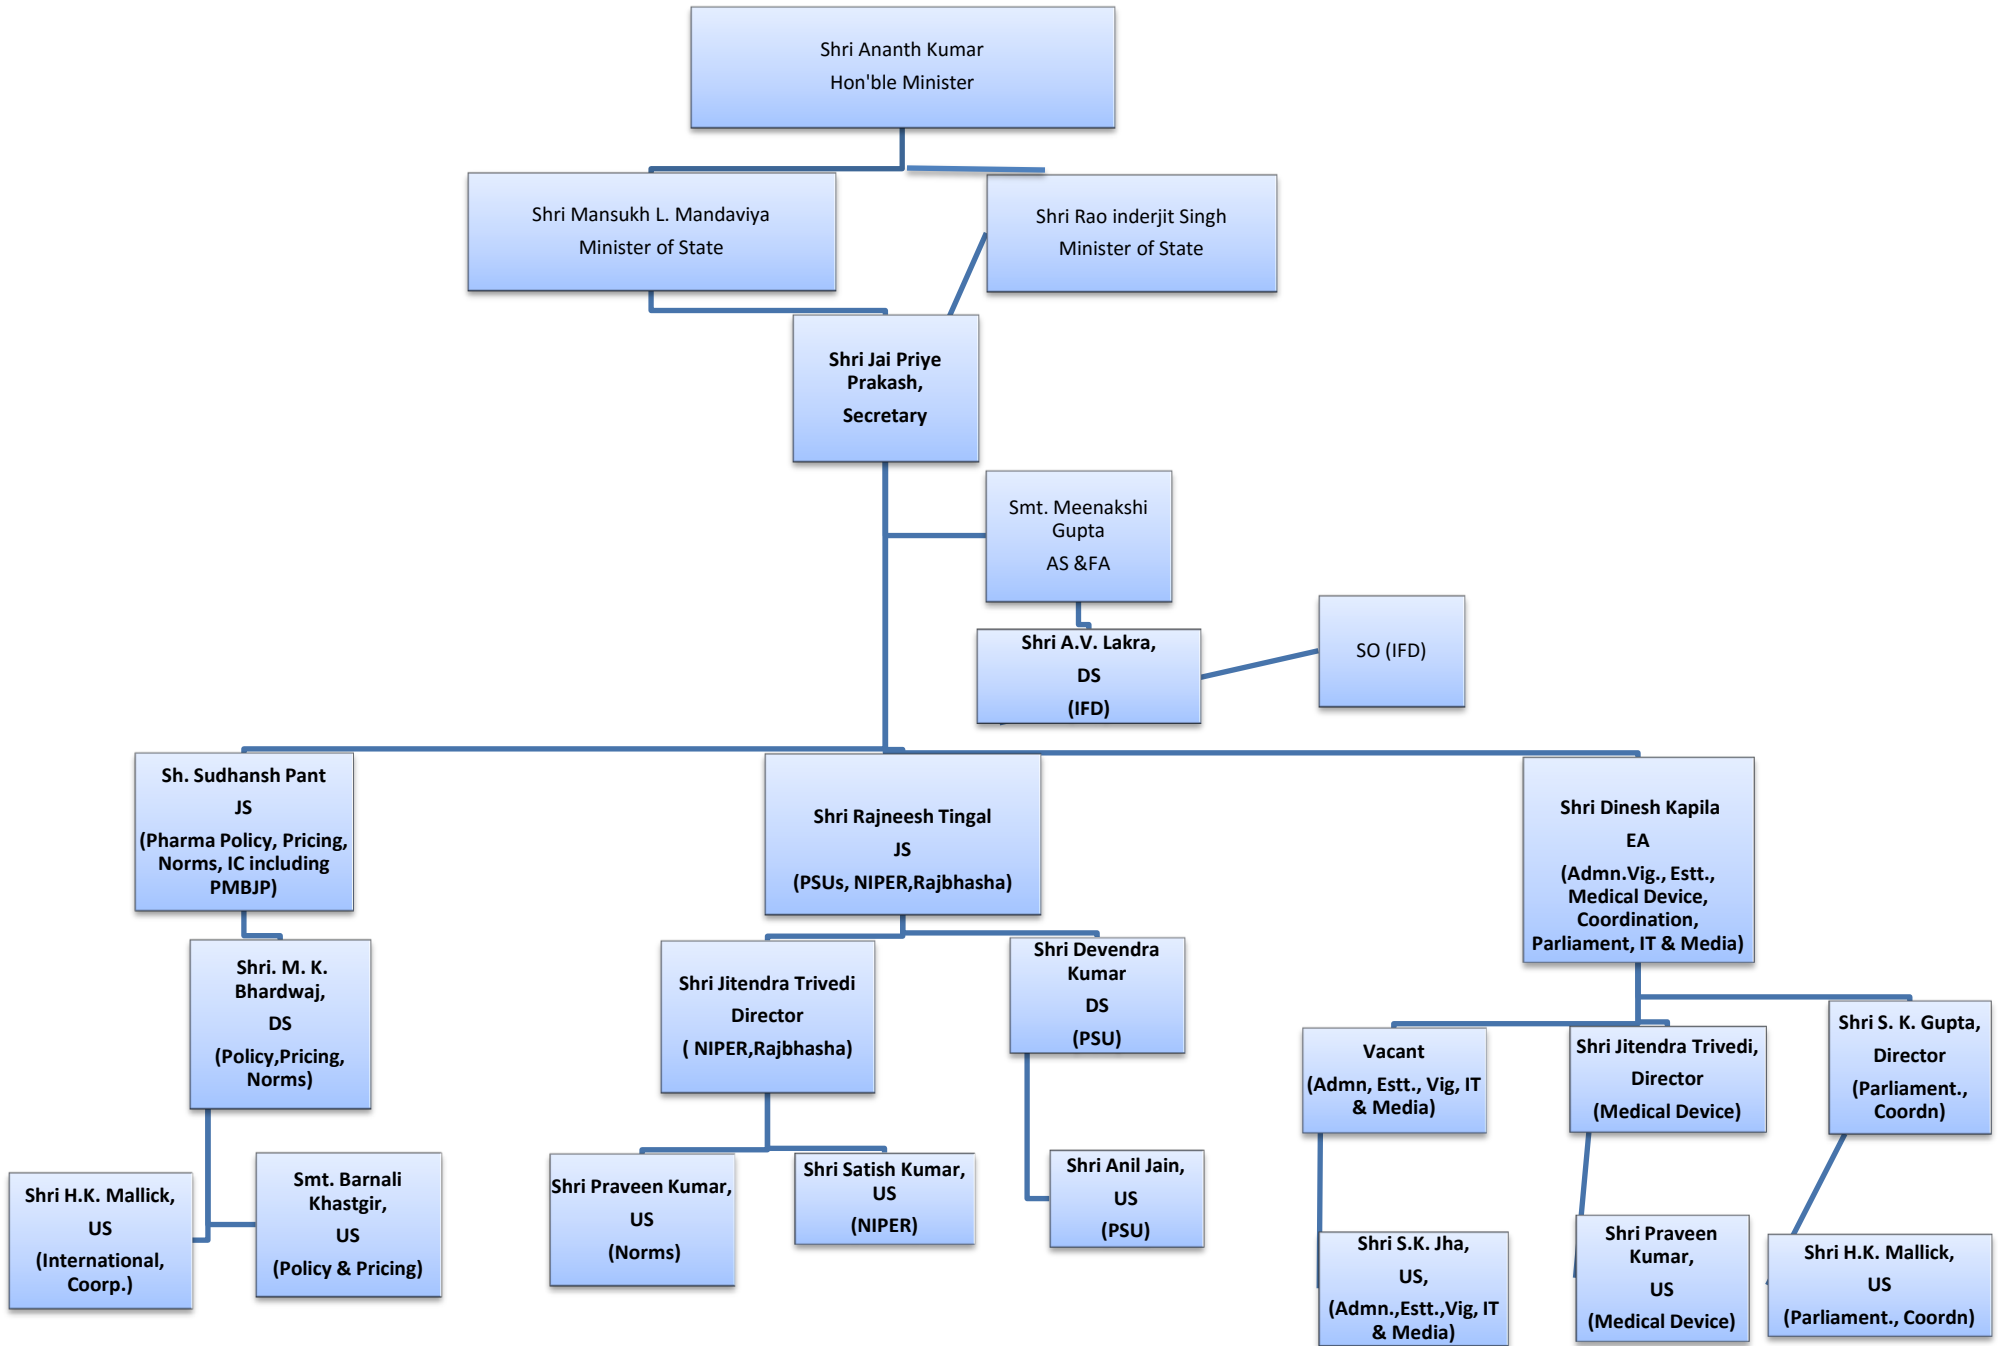 Shri Ananth Kumar
Hon'ble Minister
Shri Mansukh L. Mandaviya
Minister of State
Shri Rao inderjit Singh
Minister of State
Shri Jai Priye
Prakash,
Secretary
Smt. Meenakshi
Gupta
AS &FA
Shri A.V. Lakra,
DS
(IFD)
SO (IFD)
Sh. Sudhansh Pant
JS
(Pharma Policy, Pricing,
Norms, IC including
PMBJP)
Shri Rajneesh Tingal
JS
(PSUs, NIPER,Rajbhasha)
Shri Dinesh Kapila
EA
(Admn.Vig., Estt.,
Medical Device,
Coordination,
Parliament, IT & Media)
Shri. M. K.
Bhardwaj,
DS
(Policy,Pricing,
Norms)
Shri Jitendra Trivedi
Director
( NIPER,Rajbhasha)
Shri Devendra
Kumar
DS
(PSU)
Vacant
(Admn, Estt., Vig, IT
& Media)
Shri Jitendra Trivedi,
Director
(Medical Device)
Shri S. K. Gupta,
Director
(Parliament.,
Coordn)
Shri H.K. Mallick,
US
(International,
Coorp.)
Smt. Barnali
Khastgir,
US
(Policy & Pricing)
Shri Praveen Kumar,
US
(Norms)
Shri Satish Kumar,
US
(NIPER)
Shri Anil Jain,
US
(PSU)
Shri S.K. Jha,
US,
(Admn.,Estt.,Vig, IT
& Media)
Shri Praveen
Kumar,
US
(Medical Device)
Shri H.K. Mallick,
US
(Parliament., Coordn)